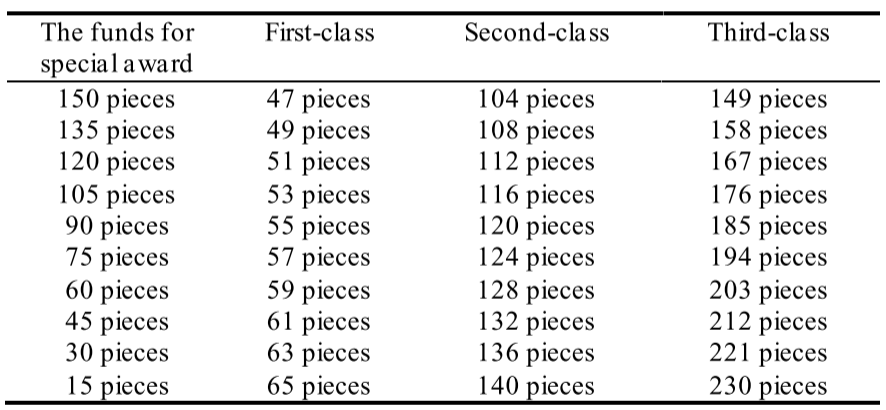 The funds for First-class Second-class Third-class
special award
150 pieces 47 pieces 104 pieces 149 pieces
135 pieces 49 pieces 108 pieces 158 pieces
120 pieces 51 pieces 112 pieces 167 pieces
105 pieces 53 pieces 116 pieces 176 pieces
90 pieces 55 pieces 120 pieces 185 pieces
75 pieces 57 pieces 124 pieces 194 pieces
60 pieces 59 pieces 128 pieces 203 pieces
45 pieces 61 pieces 132 pieces 212 pieces
30 pieces 63 pieces 136 pieces 221 pieces
15 pieces 65 pieces 140 pieces 230 pieces